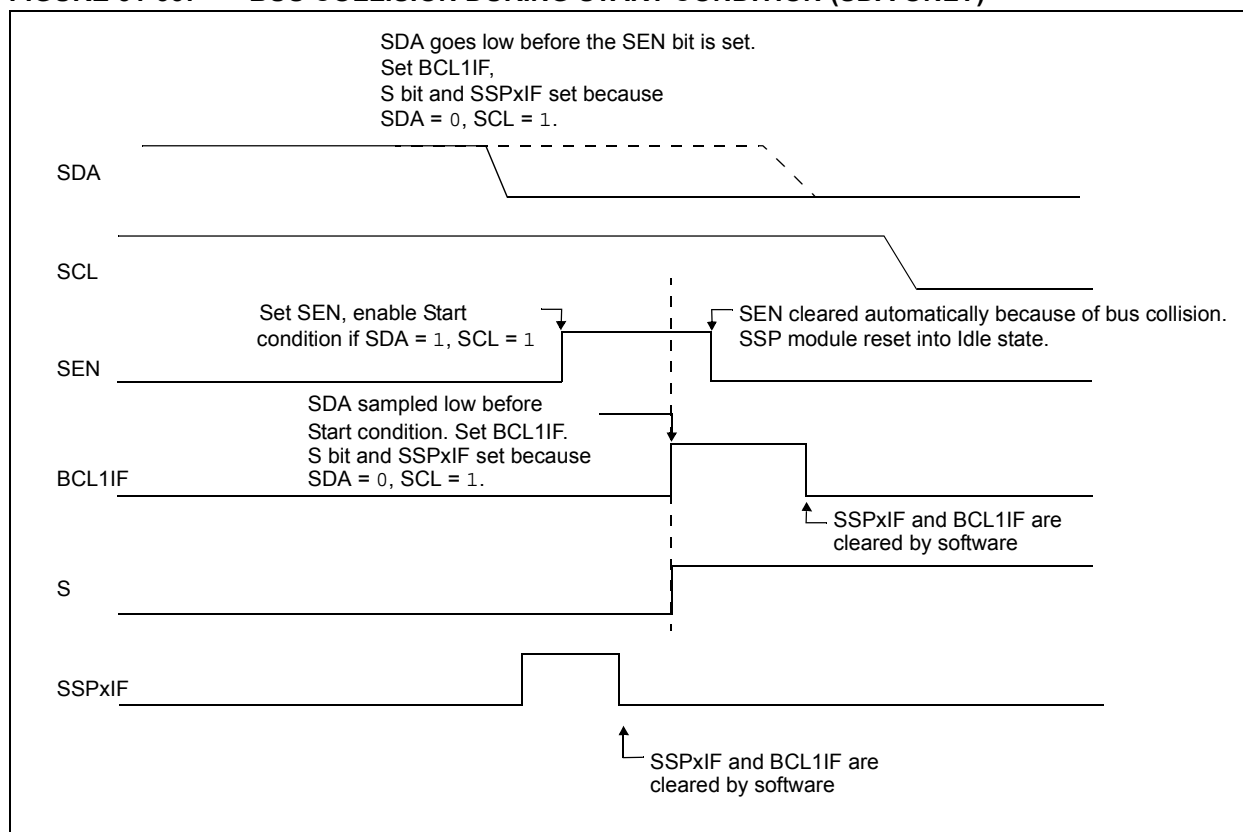 SDA goes low before the SEN bit is set.
Set BCL1IF,
S bit and SSPxIF set because
SDA = 0, SCL = 1.
SDA
SCL
Set SEN, enable Start
condition if SDA = 1, SCL = 1
SEN cleared automatically because of bus collision.
SSP module reset into Idle state.
SEN
SDA sampled low before
Start condition. Set BCL1IF.
S bit and SSPxIF set because
SDA = 0, SCL = 1.
BCL1IF
SSPxIF and BCL1IF are
cleared by software
S
SSPxIF
SSPxIF and BCL1IF are
cleared by software